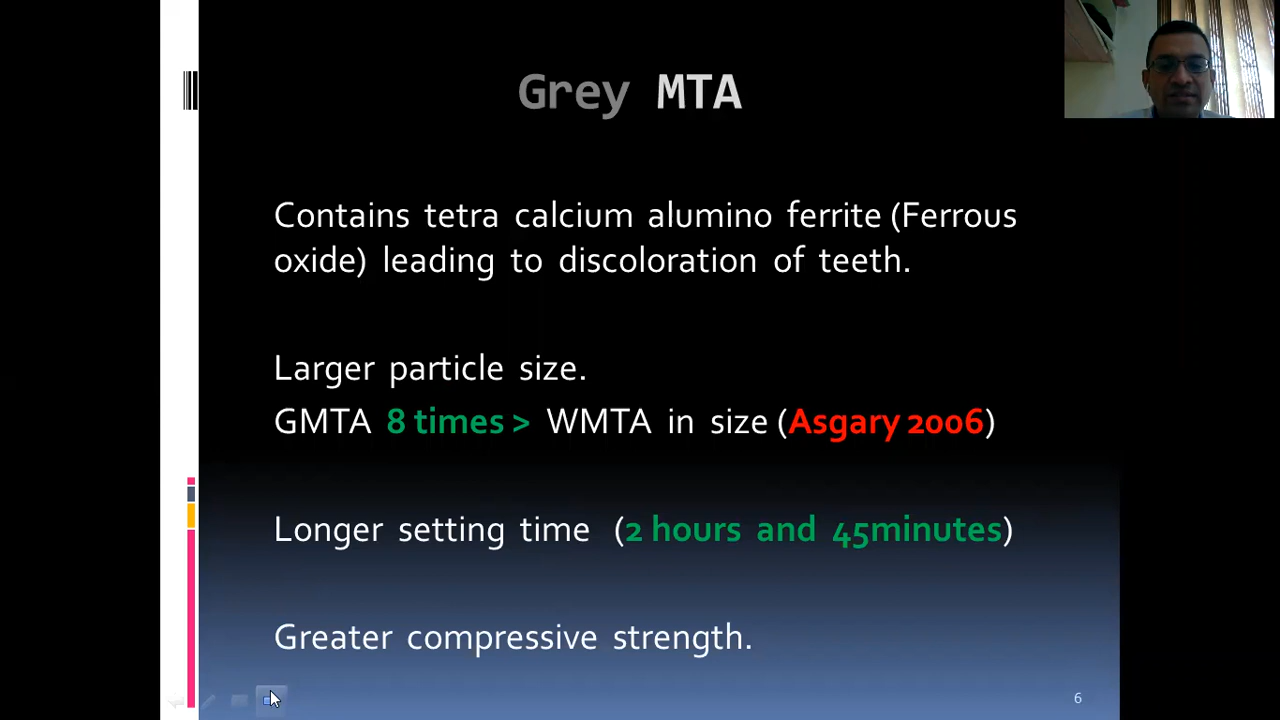 Grey MTA
Contains tetra calcium alumino ferrite (Ferrous
oxide) leading to discoloration of teeth.
Larger particle size.
GMTA 8 times > WMTA in size (Asgary 2006)
Longer setting time (2 hours and 45minutes)
Greater compressive strength.
6